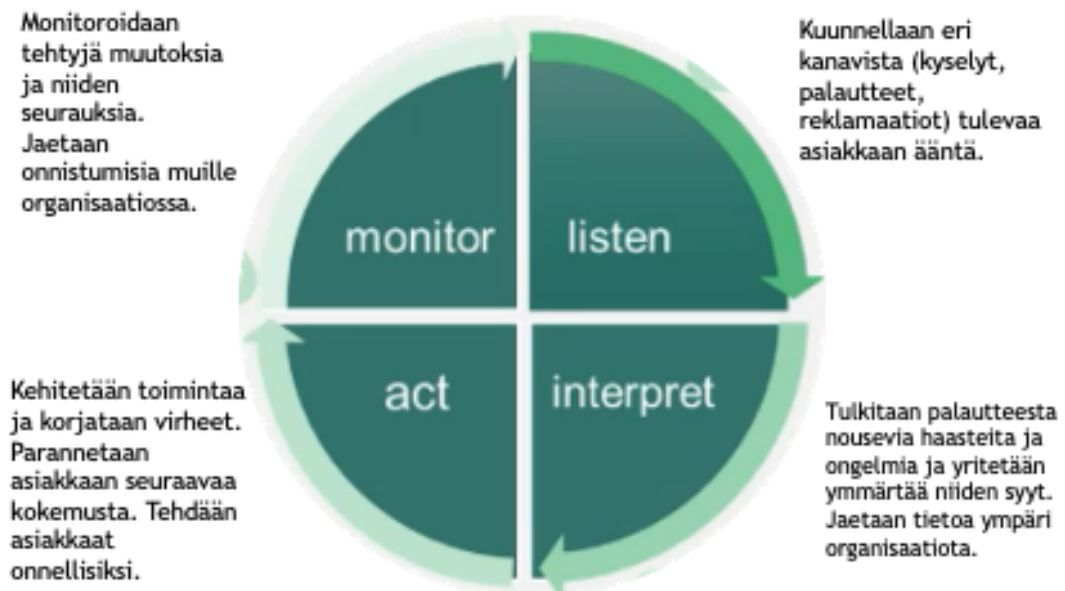 Monitoroidaan
tehtyjä muutoksia
ja niiden
seurauksia.
Jaetaan
onnistumisia muille
organisaatiossa.
Kuunnellaan eri
kanavista (kyselyt,
palautteet,
reklamaatiot) tulevaa
asiakkaan ääntä.
monitor
listen
act
interpret
Kehitetään toimintaa
ja korjataan virheet.
Parannetaan
asiakkaan seuraavaa
kokemusta. Tehdään
asiakkaat
onnellisiksi.
Tulkitaan palautteesta
nousevia haasteita ja
ongelmia ja yritetään
ymmärtää niiden syyt.
Jaetaan tietoa ympäri
organisaatiota.